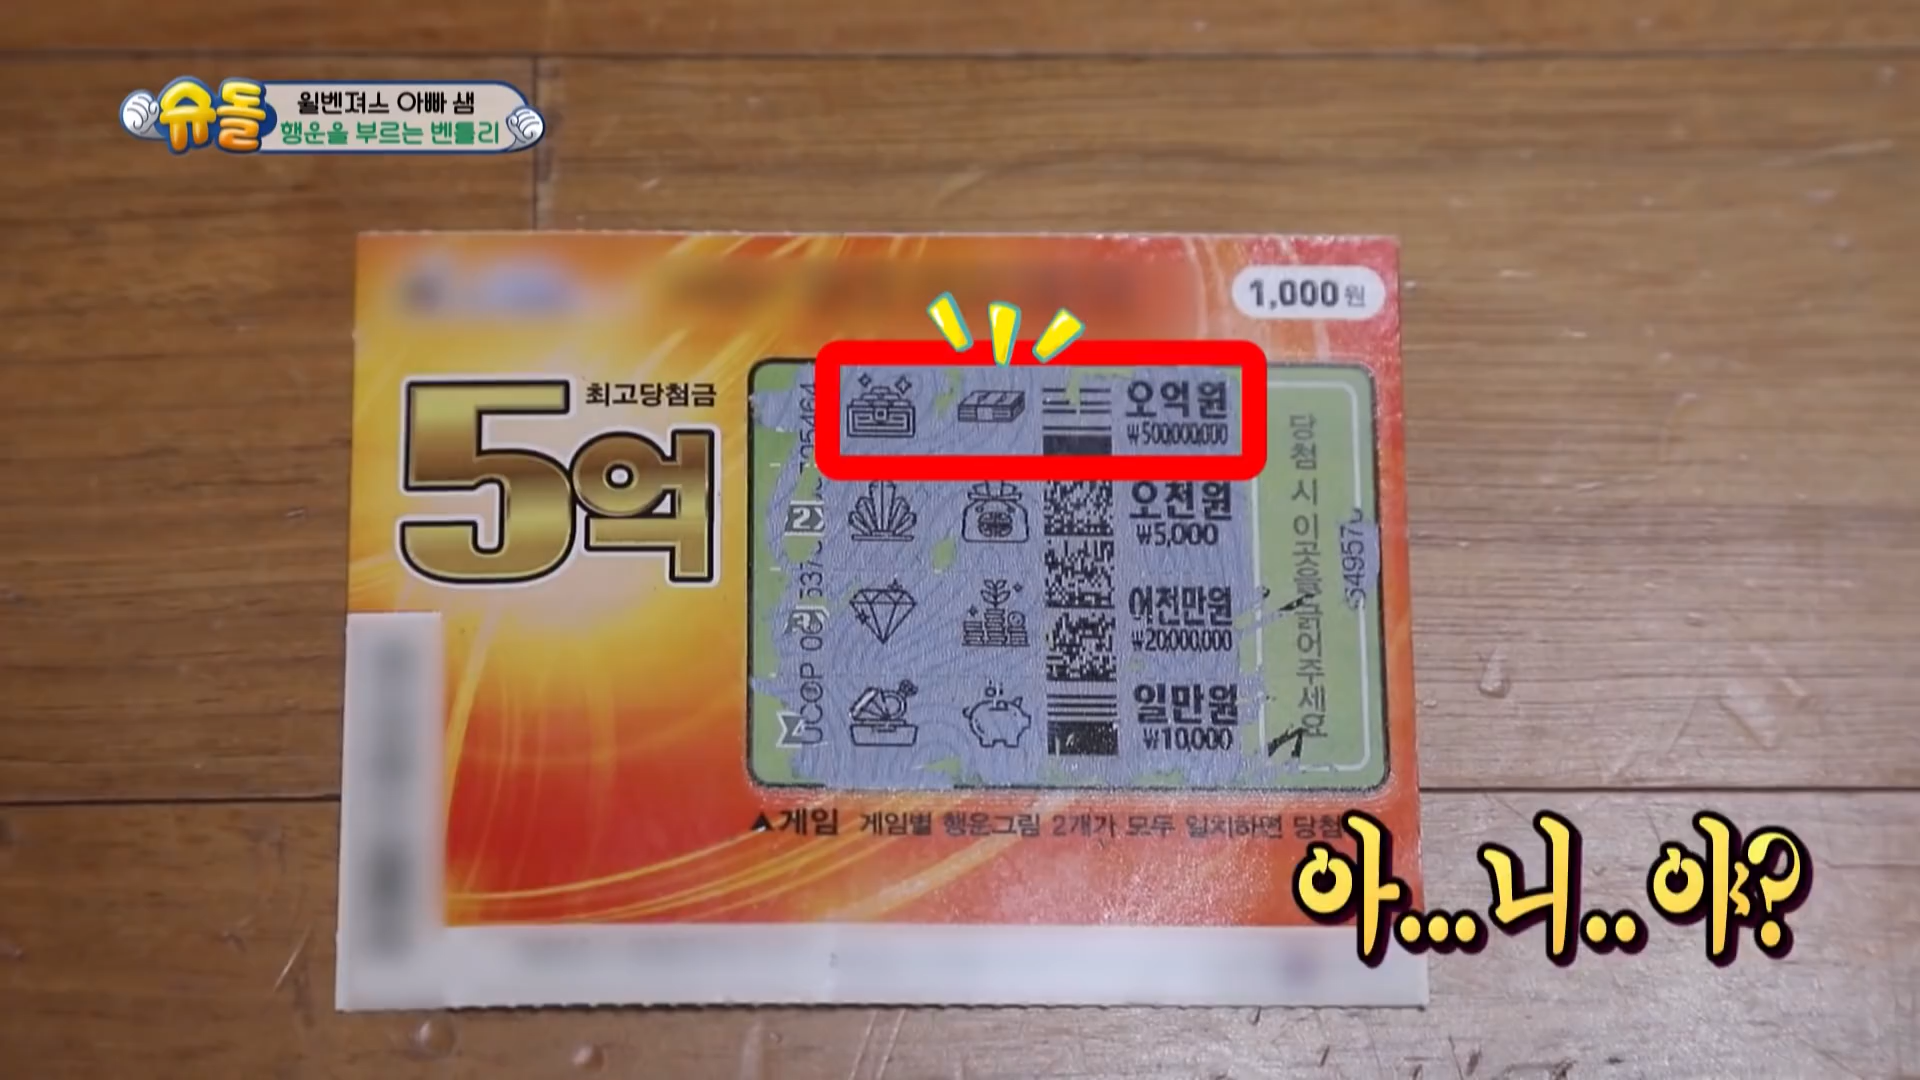 슈돌
윌벤져스 아빠 샘
행운을 부르는 벤틀리
1,000원
최고당첨금
5억
오억원
₩500,000,000
오천원
₩5,000
이천만원
₩20,000,000
일만원
₩10,000
당첨 시 이곳을 긁어주세요
▲게임 게임별 행운그림 2개가 모두 일치하면 당첨
아...니..야?